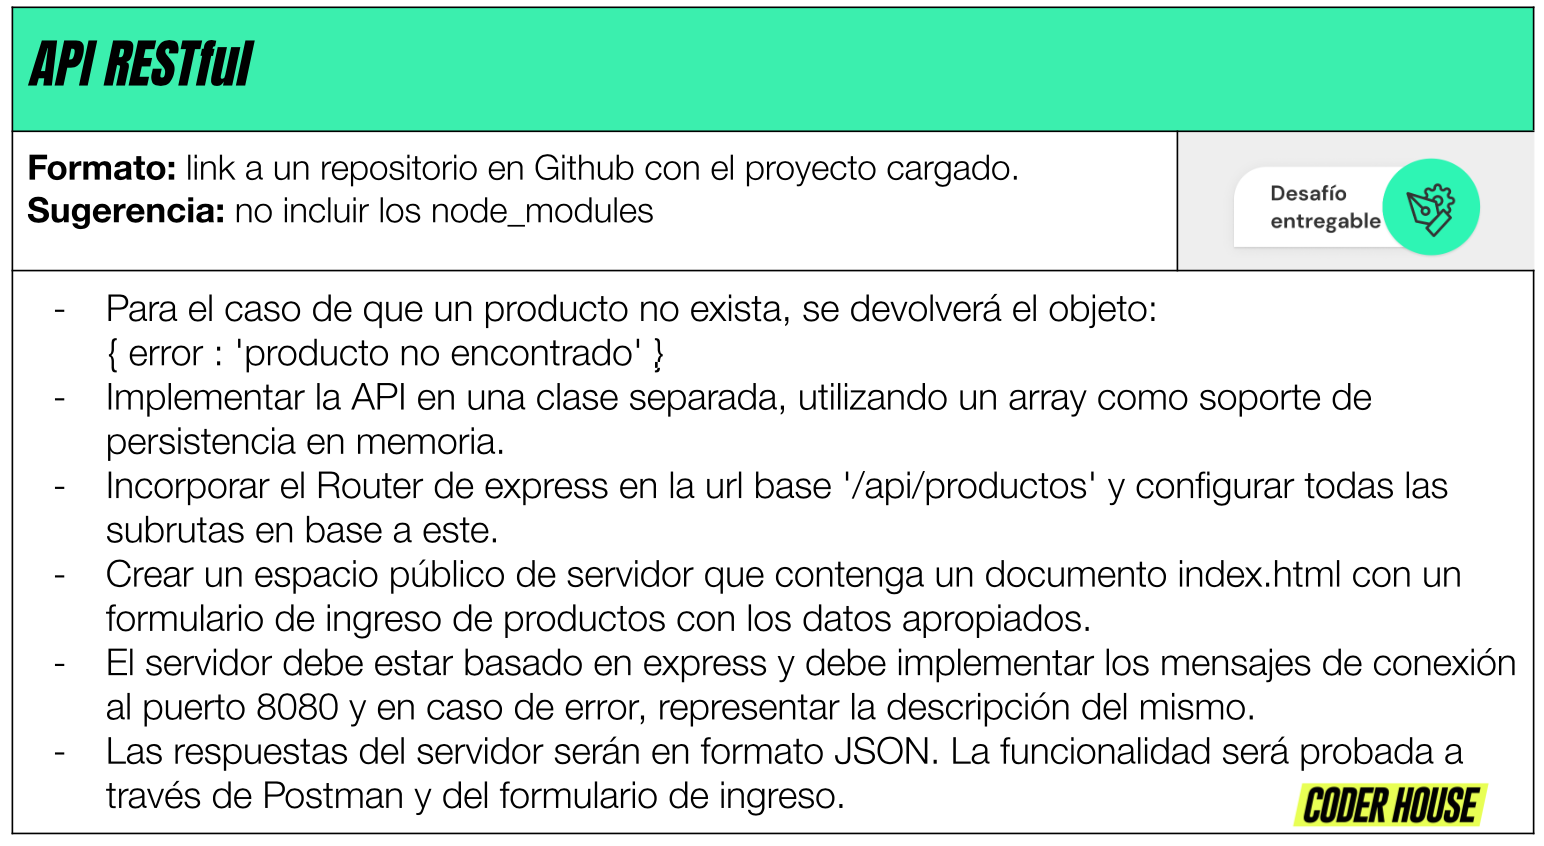 API RESTful
Formato: link a un repositorio en Github con el proyecto cargado.
Sugerencia: no incluir los node_modules
Desafío
entregable
- Para el caso de que un producto no exista, se devolverá el objeto:
{ error : 'producto no encontrado' }
- Implementar la API en una clase separada, utilizando un array como soporte de
persistencia en memoria.
- Incorporar el Router de express en la url base '/api/productos' y configurar todas las
subrutas en base a este.
- Crear un espacio público de servidor que contenga un documento index.html con un
formulario de ingreso de productos con los datos apropiados.
- El servidor debe estar basado en express y debe implementar los mensajes de conexión
al puerto 8080 y en caso de error, representar la descripción del mismo.
- Las respuestas del servidor serán en formato JSON. La funcionalidad será probada a
través de Postman y del formulario de ingreso.
CODER HOUSE